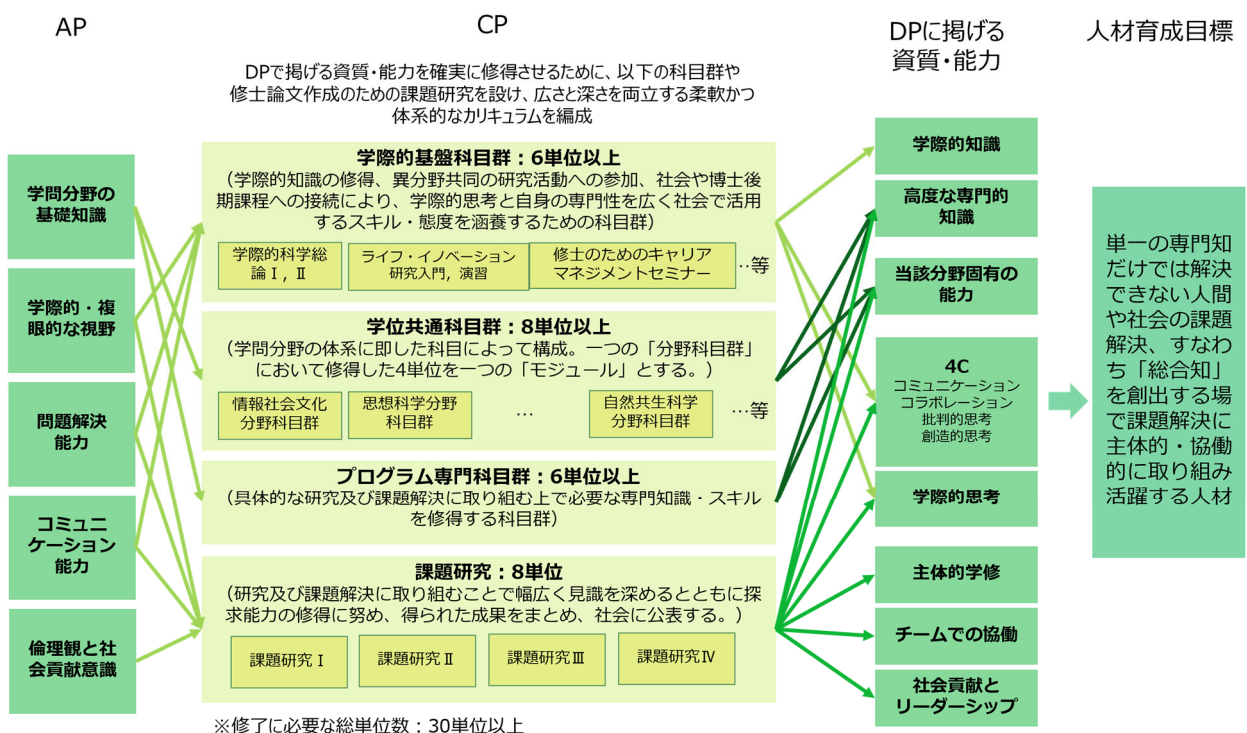 AP
CP
DPに掲げる
資質・能力
人材育成目標
DPで掲げる資質・能力を確実に修得させるために、以下の科目群や
修士論文作成のための課題研究を設け、広さと深さを両立する柔軟かつ
体系的なカリキュラムを編成
学問分野の
基礎知識
学際的・複
眼的な視野
問題解決
能力
コミュニ
ケーション
能力
倫理観と社
会貢献意識
学際的基盤科目群：6単位以上
（学際的知識の修得、異分野共同の研究活動への参加、社会や博士後
期課程への接続により、学際的思考と自身の専門性を広く社会で活用
するスキル・態度を涵養するための科目群）
学際的科学総
論Ⅰ, Ⅱ
ライフ・イノベーション
研究入門, 演習
修士のためのキャリア
マネジメントセミナー
…等
学位共通科目群：8単位以上
（学問分野の体系に即した科目によって構成。一つの「分野科目群」
において修得した4単位を一つの「モジュール」とする。）
情報社会文化
分野科目群
思想科学分野
科目群
…
自然共生科学
分野科目群
…等
プログラム専門科目群：6単位以上
（具体的な研究及び課題解決に取り組む上で必要な専門知識・スキル
を修得する科目群）
課題研究：8単位
（研究及び課題解決に取り組むことで幅広く見識を深めるとともに探
求能力の修得に努め、得られた成果をまとめ、社会に公表する。）
課題研究Ⅰ
課題研究Ⅱ
課題研究Ⅲ
課題研究Ⅳ
※修了に必要な総単位数：30単位以上
学際的知識
高度な専門的
知識
当該分野固有の
能力
4C
コミュニケーション
コラボレーション
批判的思考
創造的思考
学際的思考
主体的学修
チームでの協働
社会貢献と
リーダーシップ
単一の専門知
だけでは解決
できない人間
や社会の課題
解決、すなわ
ち「総合知」
を創出する場
で課題解決に
主体的・協働
的に取り組み
活躍する人材